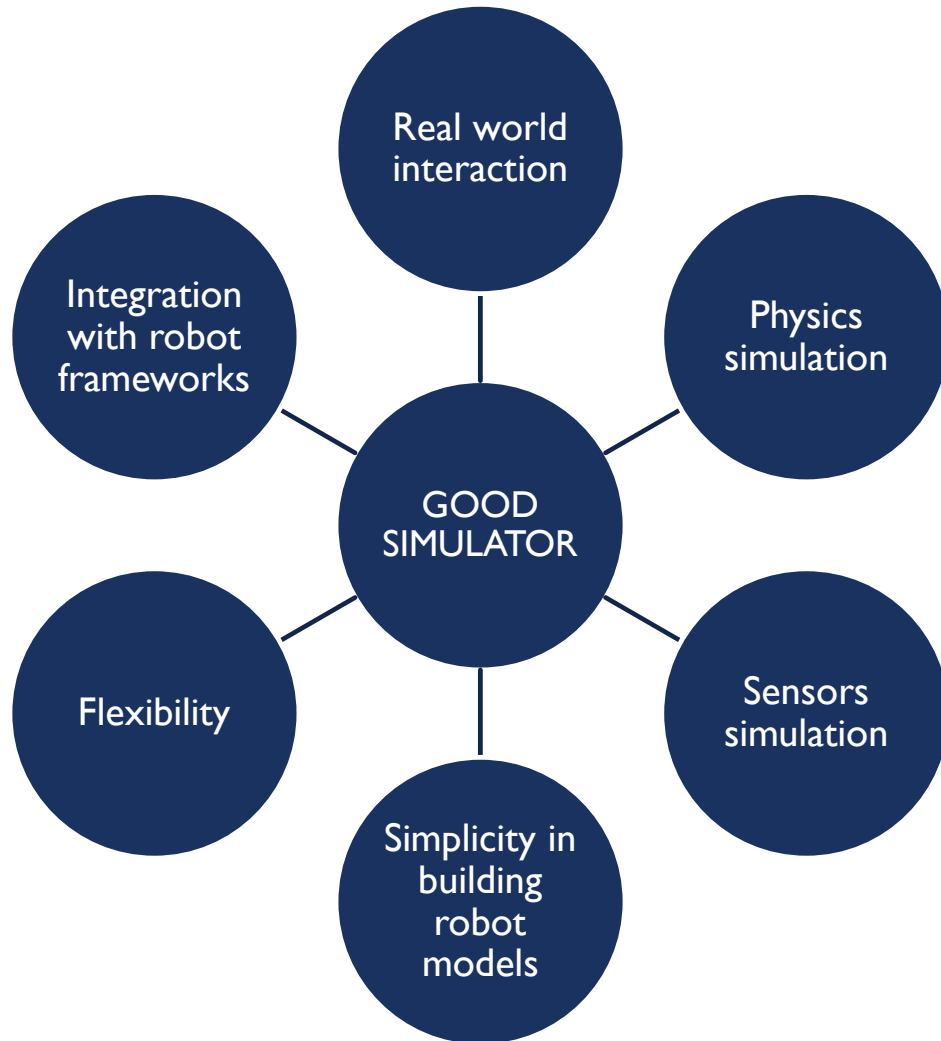 Real world
interaction
Integration
with robot
frameworks
Physics
simulation
GOOD
SIMULATOR
Flexibility
Sensors
simulation
Simplicity in
building
robot
models